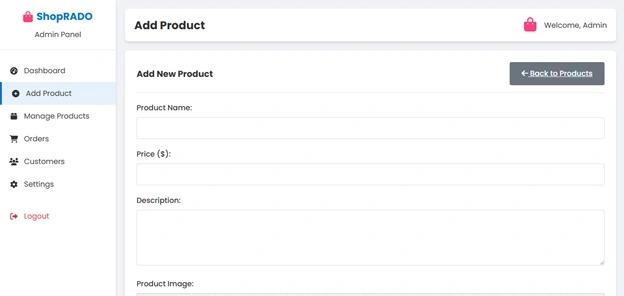 ShopRADO
Admin Panel
Dashboard
Add Product
Manage Products
Orders
Customers
Settings
Logout
Add Product
Welcome, Admin
Add New Product
Back to Products
Product Name:
Price ($):
Description:
Product Image: